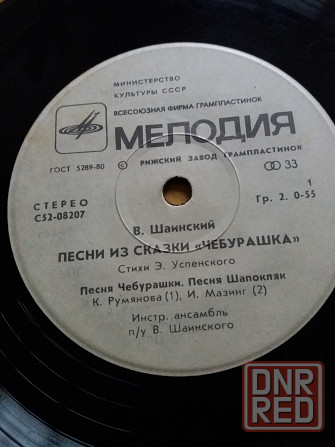 МИНИСТЕРСТВО
КУЛЬТУРЫ СССР
ВСЕСОЮЗНАЯ ФИРМА ГРАМПЛАСТИНОК
МЕЛОДИЯ
ГОСТ 5289-80
© РИЖСКИЙ ЗАВОД ГРАМПЛАСТИНОК
33
СТЕРЕО
С52-08207
1
Гр. 2. 0-55
В. Шаинский
ПЕСНИ ИЗ СКАЗКИ «ЧЕБУРАШКА»
Стихи Э. Успенского
Песня Чебурашки. Песня Шапокляк
К. Румянова (1), И. Мазинг (2)
Инстр. ансамбль
п/у В. Шаинского
DNR
RED